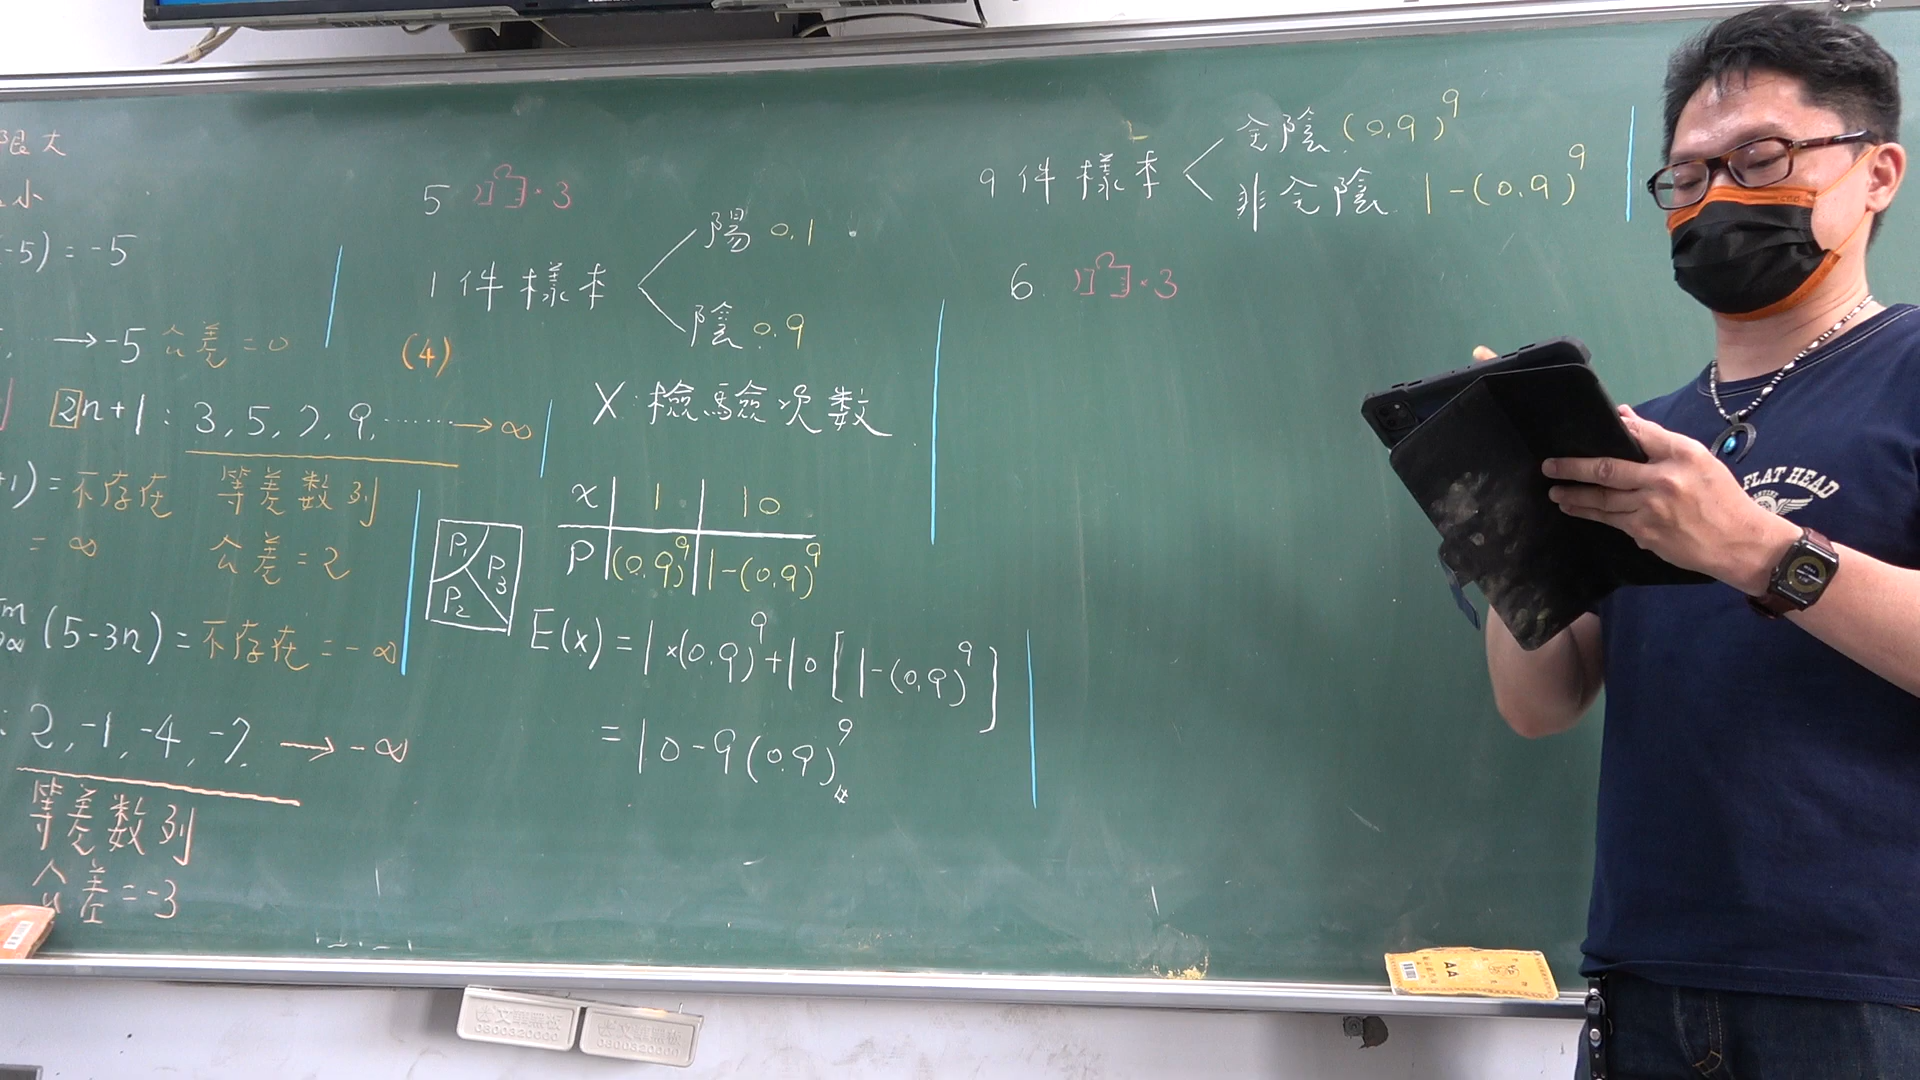 限大
小
-5) = -5
→ -5 公差 = 0
(4)
2n+1 : 3, 5, 7, 9, ……… → ∞
+1) = 不存在 等差數列
= ∞ 公差 = 2
(5-3n) = 不存在 = -∞
: 2, -1, -4, -7, → -∞
等差數列
公差 = -3
5
×3
1件樣本
陽 0.1
陰 0.9
X : 檢驗次數
x 1 10
P (0.9)^9 1-(0.9)^9
P1 P3
P2
E(x) = 1×(0.9)^9 + 10[1-(0.9)^9]
= 10-9(0.9)^9
9件樣本
全陰 (0.9)^9
非全陰 1-(0.9)^9
6.
×3
FLAT HEAD
AA
0800320000
0800320000